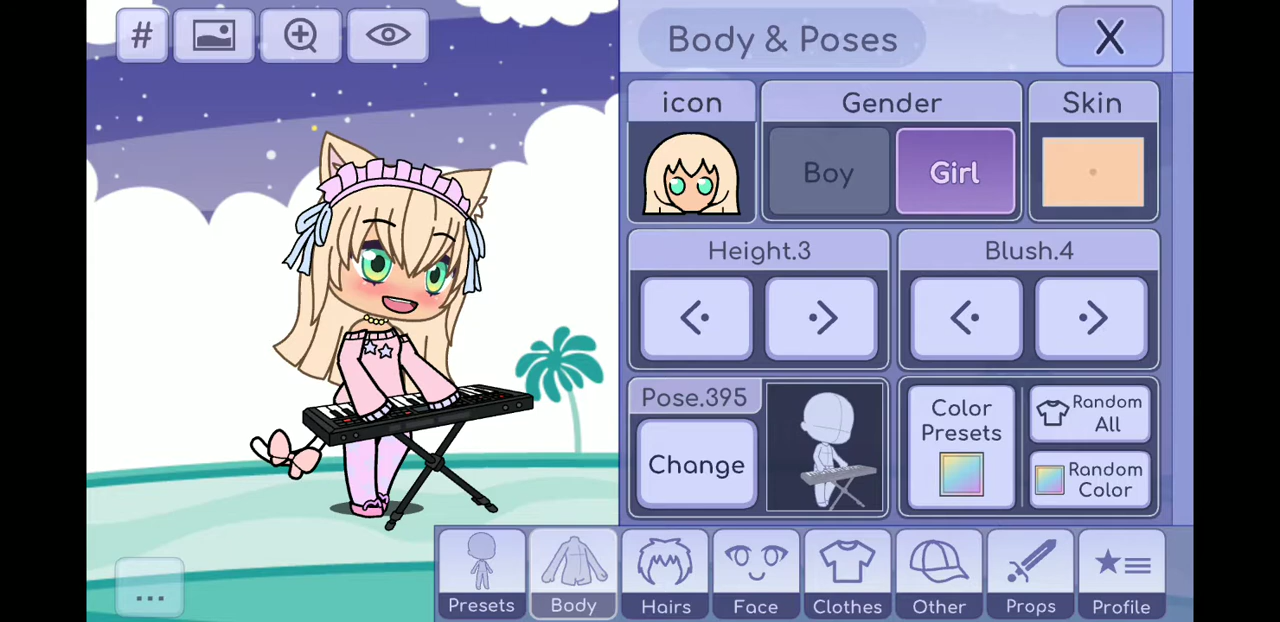 #
Body & Poses
X
icon
Gender
Skin
Boy
Girl
Height.3
Blush.4
Pose.395
Change
Color
Presets
Random
All
Random
Color
...
Presets
Body
Hairs
Face
Clothes
Other
Props
Profile